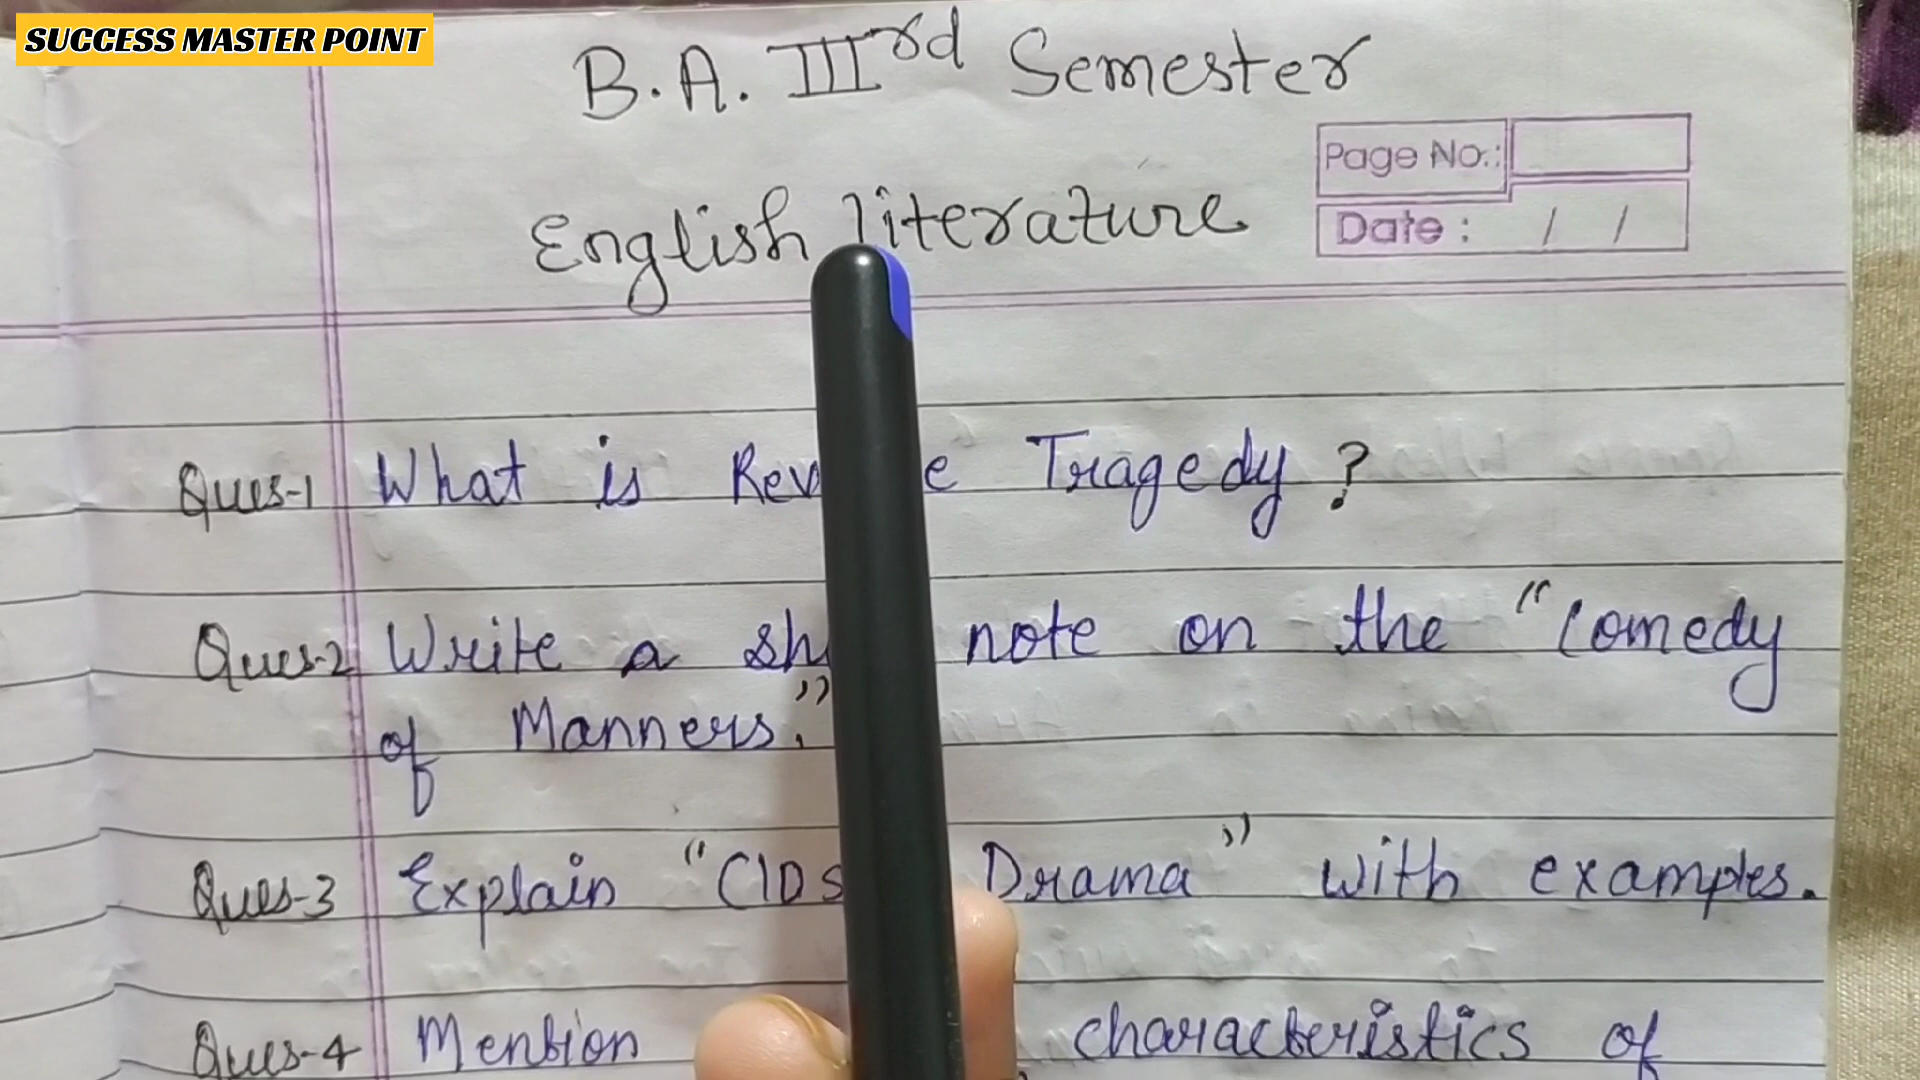 SUCCESS MASTER POINT
B.A. IIIrd Semester
English literature
Page No.:
Date : / /
Ques-1 What is Rev e Tragedy ?
Ques-2 Write a sh note on the "Comedy
of Manners."
Ques-3 Explain "Clos Drama" with examples.
Ques-4 Mention characteristics of